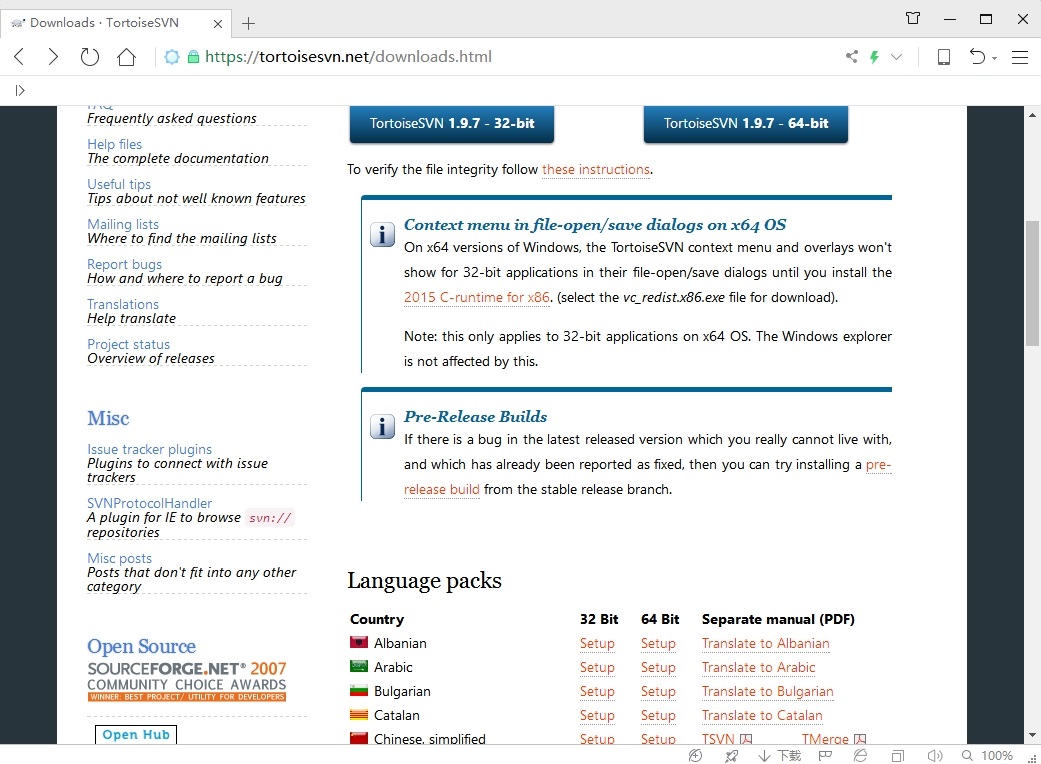 Downloads · TortoiseSVN
https://tortoisesvn.net/downloads.html
FAQ
Frequently asked questions
Help files
The complete documentation
Useful tips
Tips about not well known features
Mailing lists
Where to find the mailing lists
Report bugs
How and where to report a bug
Translations
Help translate
Project status
Overview of releases
Misc
Issue tracker plugins
Plugins to connect with issue
trackers
SVNProtocolHandler
A plugin for IE to browse svn://
repositories
Misc posts
Posts that don't fit into any other
category
Open Source
SOURCEFORGE.NET® 2007
COMMUNITY CHOICE AWARDS
WINNER: BEST PROJECT/ UTILITY FOR DEVELOPERS
Open Hub
TortoiseSVN 1.9.7 - 32-bit
TortoiseSVN 1.9.7 - 64-bit
To verify the file integrity follow these instructions.
Context menu in file-open/save dialogs on x64 OS
On x64 versions of Windows, the TortoiseSVN context menu and overlays won't
show for 32-bit applications in their file-open/save dialogs until you install the
2015 C-runtime for x86. (select the vc_redist.x86.exe file for download).
Note: this only applies to 32-bit applications on x64 OS. The Windows explorer
is not affected by this.
Pre-Release Builds
If there is a bug in the latest released version which you really cannot live with,
and which has already been reported as fixed, then you can try installing a pre-
release build from the stable release branch.
Language packs
Country 32 Bit 64 Bit Separate manual (PDF)
Albanian Setup Setup Translate to Albanian
Arabic Setup Setup Translate to Arabic
Bulgarian Setup Setup Translate to Bulgarian
Catalan Setup Setup Translate to Catalan
Chinese, simplified Setup Setup TSVN TMerge
下载 100%